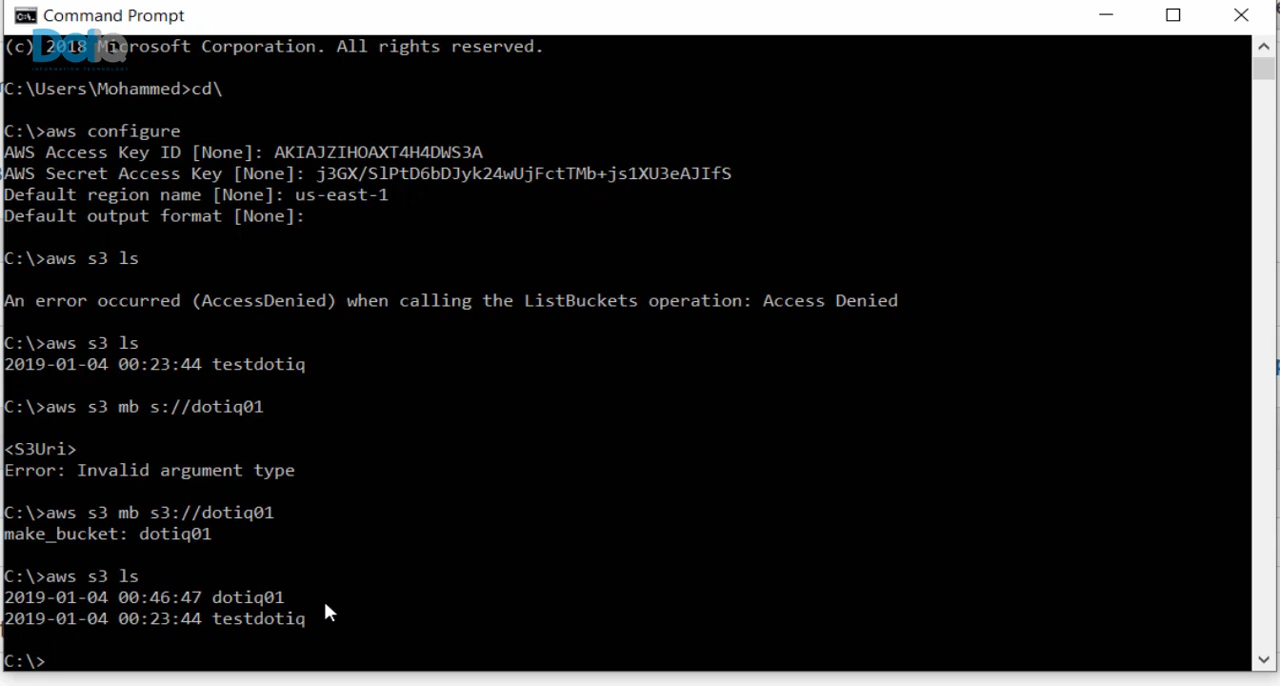 Command Prompt
(c) 2018 Microsoft Corporation. All rights reserved.
C:\Users\Mohammed>cd\
C:\>aws configure
AWS Access Key ID [None]: AKIAJZIHOAXT4H4DWS3A
AWS Secret Access Key [None]: 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
Default region name [None]: us-east-1
Default output format [None]:
C:\>aws s3 ls
An error occurred (AccessDenied) when calling the ListBuckets operation: Access Denied
C:\>aws s3 ls
2019-01-04 00:23:44 testdotiq
C:\>aws s3 mb s://dotiq01
<S3Uri>
Error: Invalid argument type
C:\>aws s3 mb s3://dotiq01
make_bucket: dotiq01
C:\>aws s3 ls
2019-01-04 00:46:47 dotiq01
2019-01-04 00:23:44 testdotiq
C:\>